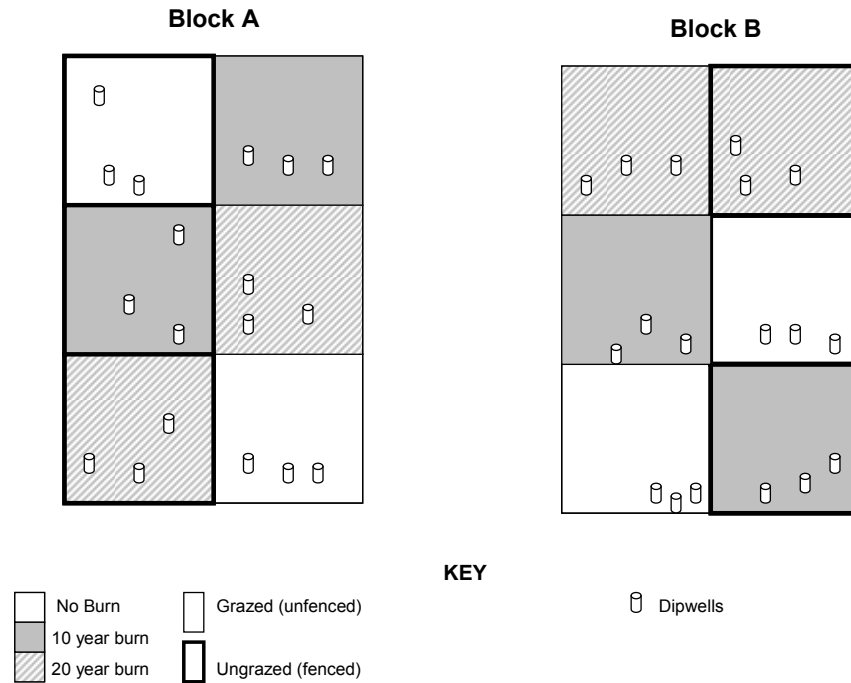 Block A
Block B
KEY
No Burn
Grazed (unfenced)
Dipwells
10 year burn
20 year burn
Ungrazed (fenced)